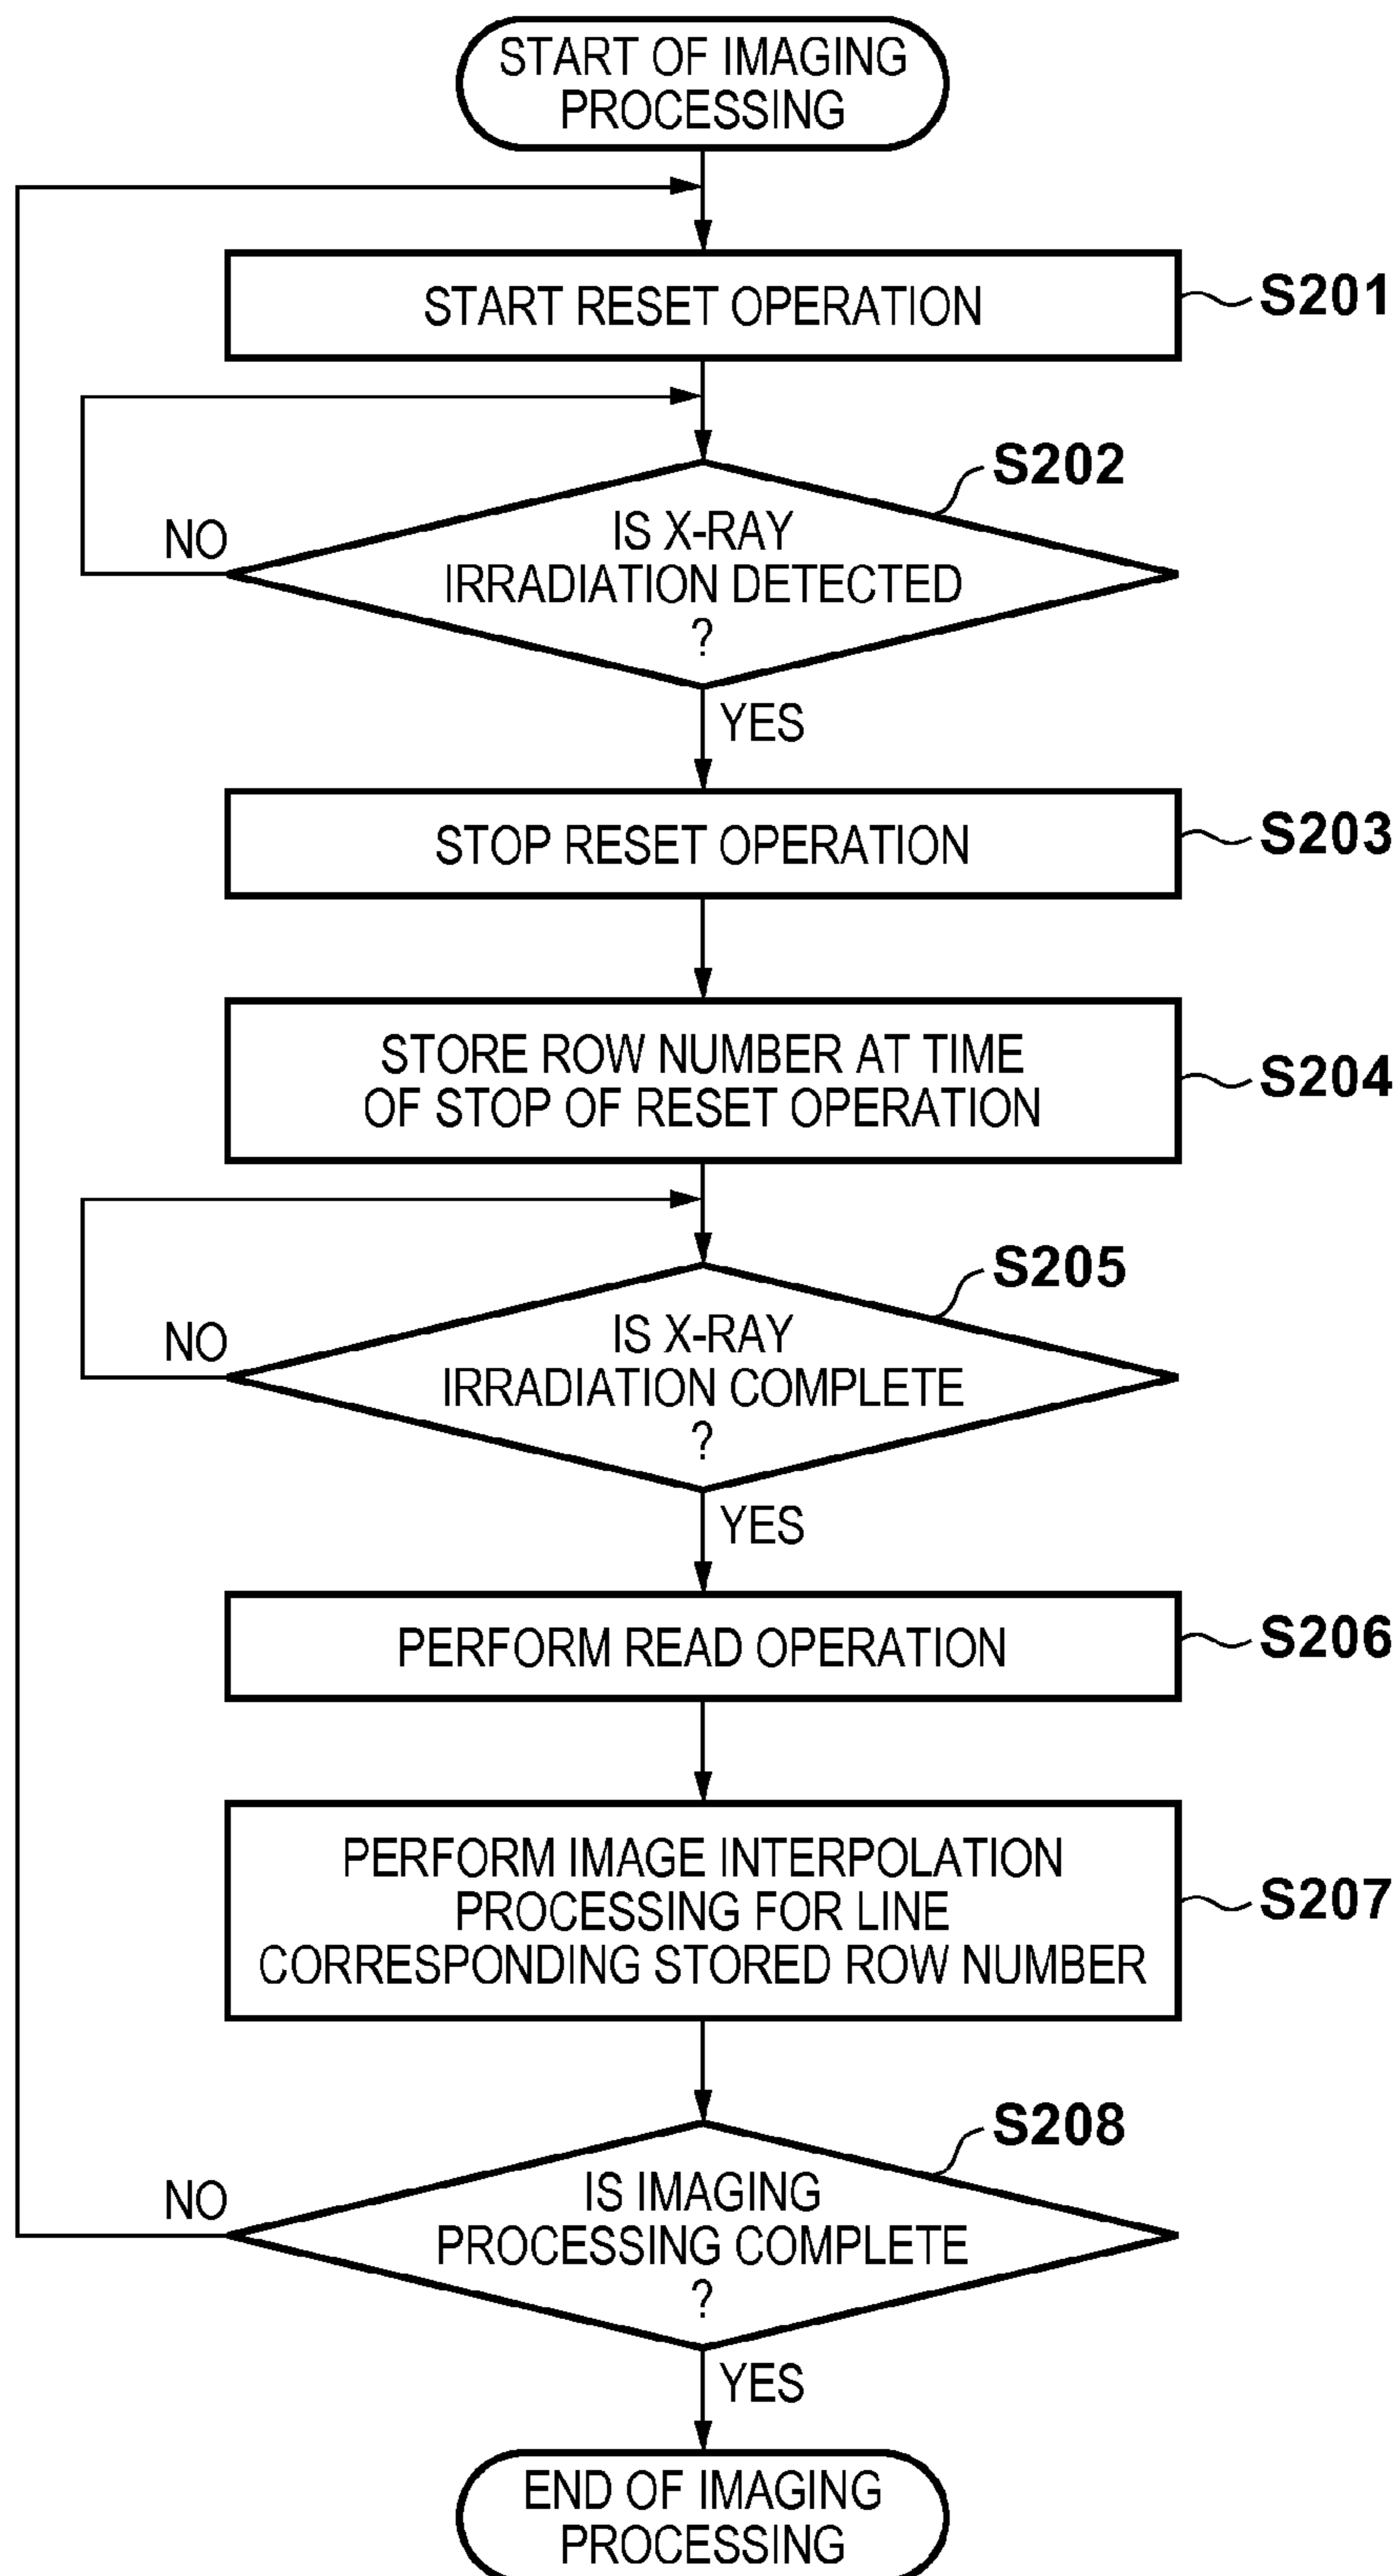 START OF IMAGING
PROCESSING
START RESET OPERATION
S201
S202
IS X-RAY
IRRADIATION DETECTED
?
NO
YES
STOP RESET OPERATION
S203
STORE ROW NUMBER AT TIME
OF STOP OF RESET OPERATION
S204
S205
IS X-RAY
IRRADIATION COMPLETE
?
NO
YES
PERFORM READ OPERATION
S206
PERFORM IMAGE INTERPOLATION
PROCESSING FOR LINE
CORRESPONDING STORED ROW NUMBER
S207
S208
IS IMAGING
PROCESSING COMPLETE
?
NO
YES
END OF IMAGING
PROCESSING